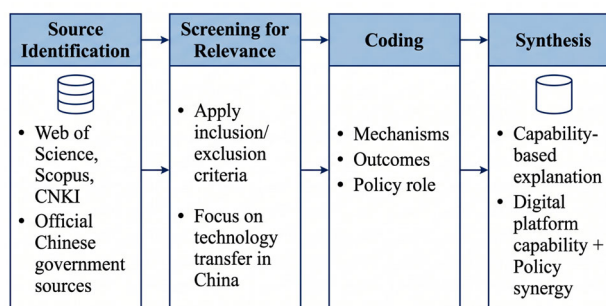 Source
Identification
• Web of
Science,
Scopus,
CNKI
• Official
Chinese
government
sources
Screening for
Relevance
• Apply
inclusion/
exclusion
criteria
• Focus on
technology
transfer in
China
Coding
• Mechanisms
• Outcomes
• Policy role
Synthesis
• Capability-
based
explanation
• Digital
platform
capability +
Policy
synergy